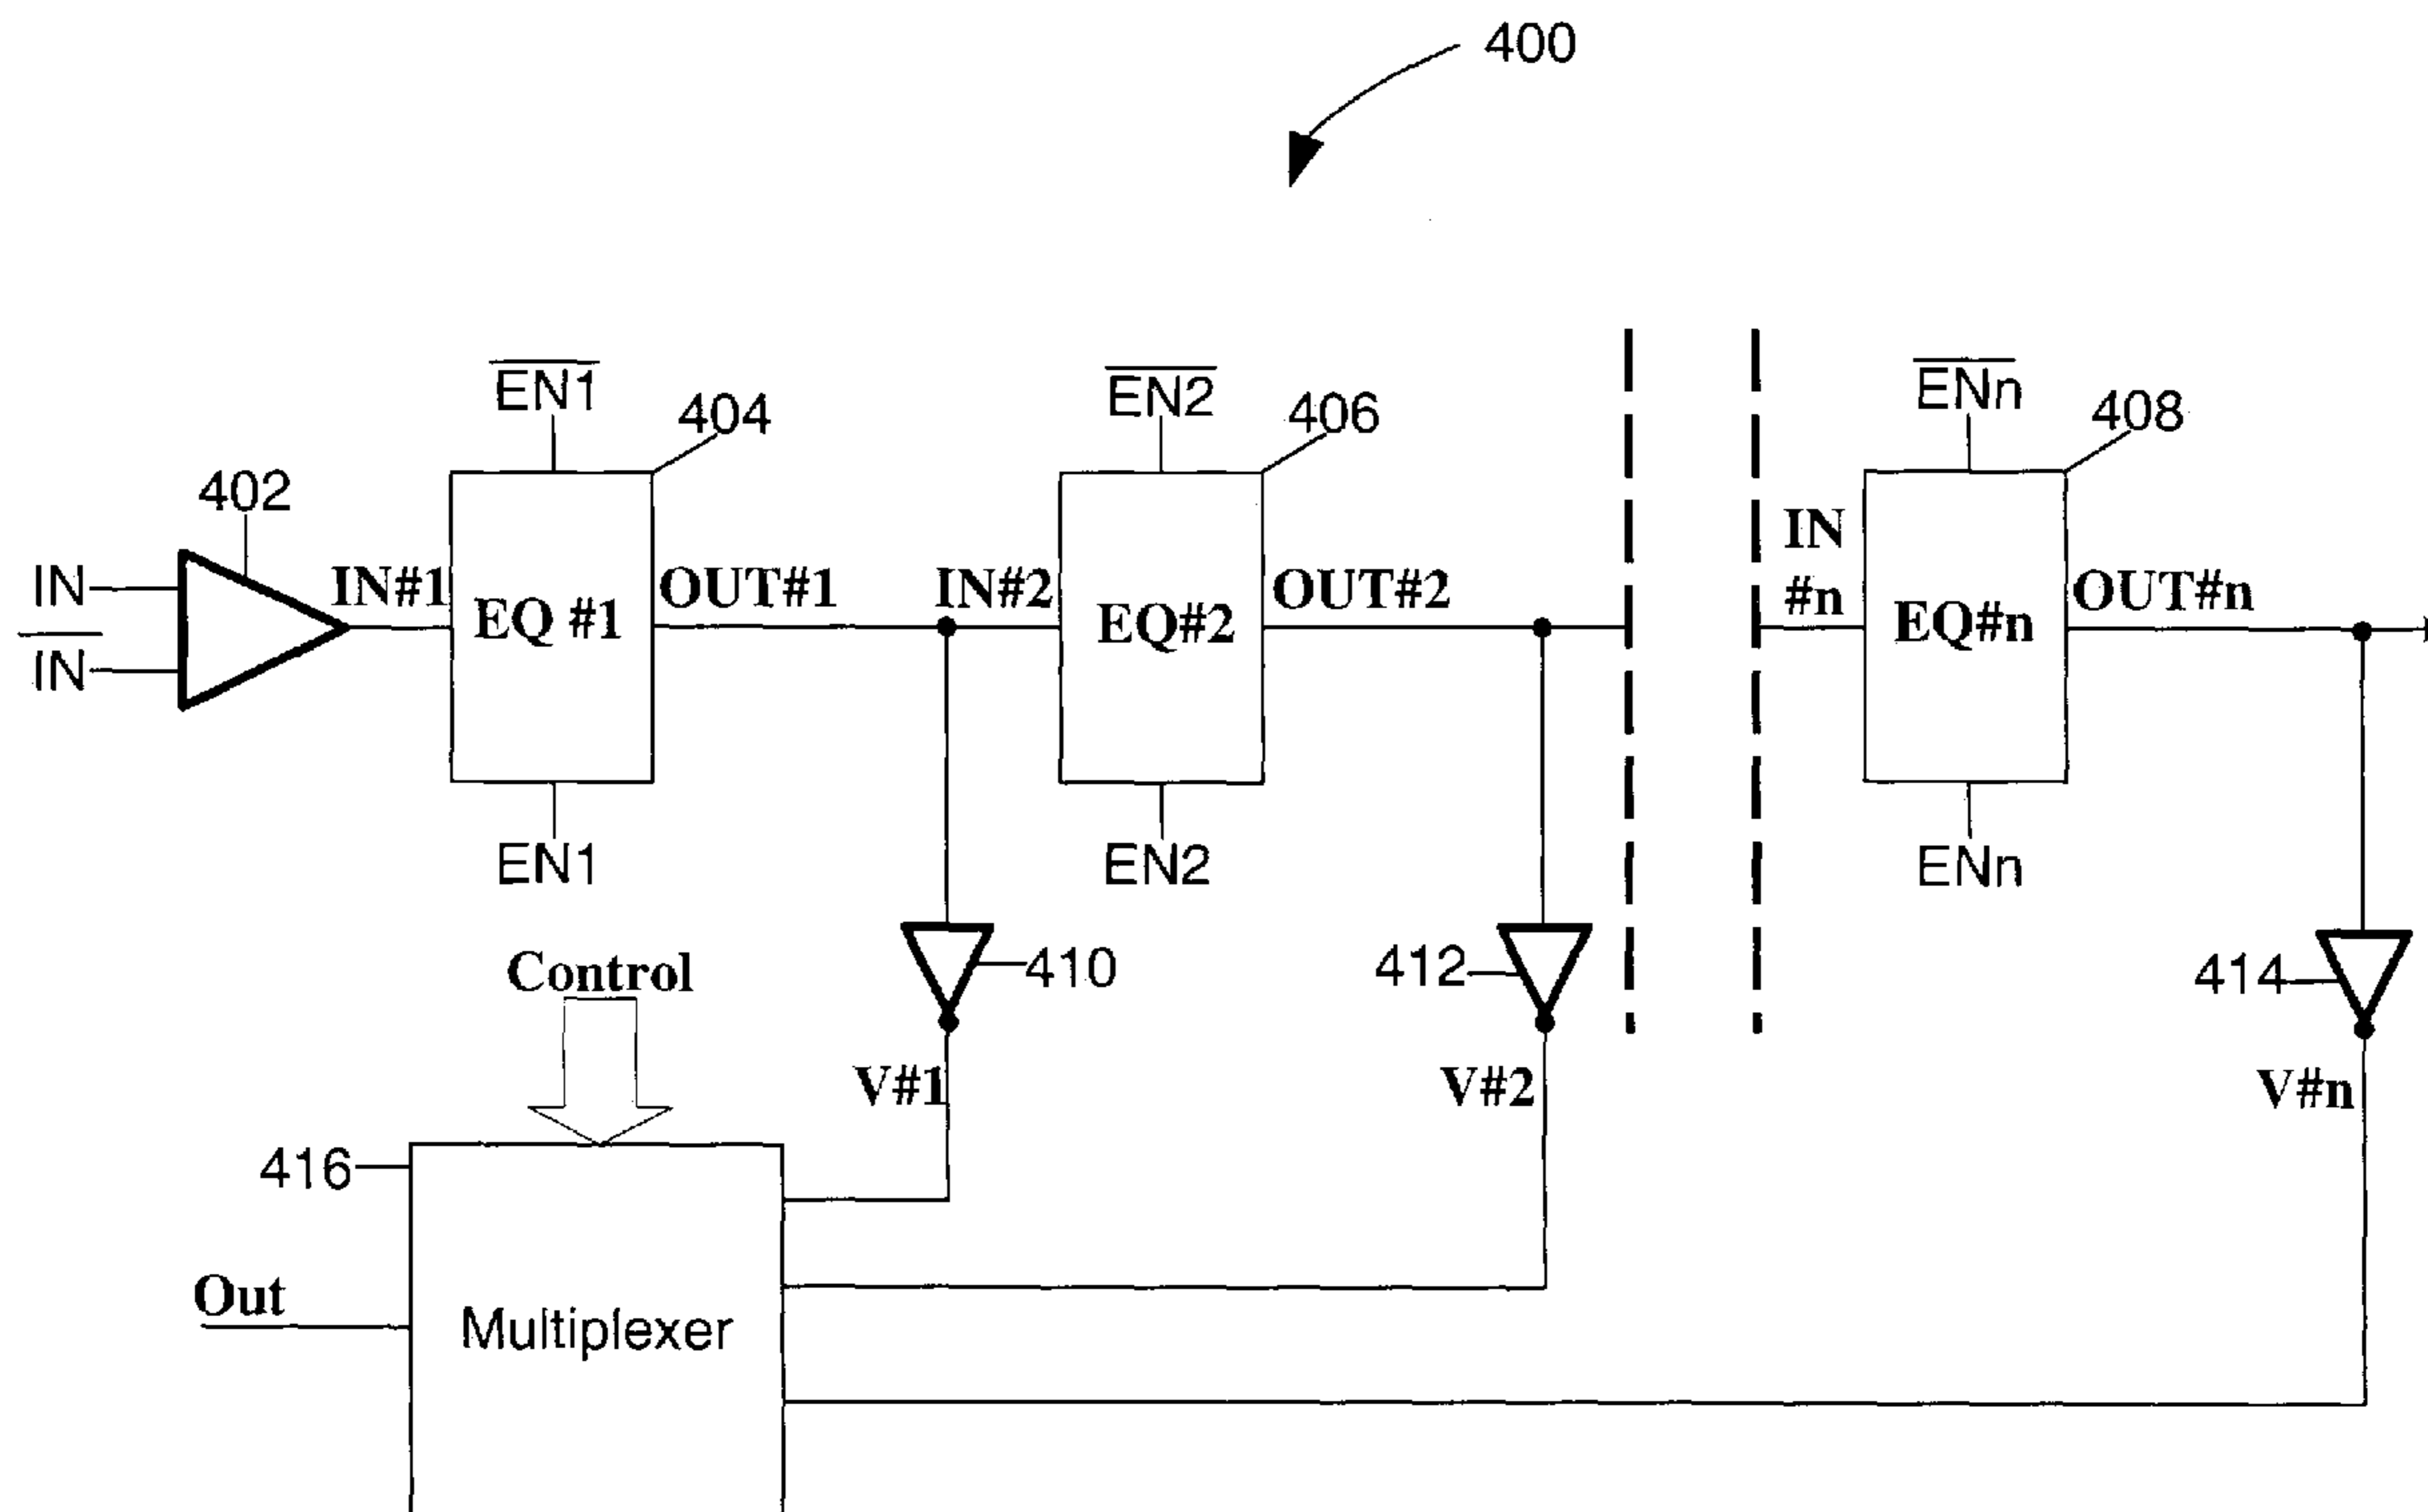 400
EN1
EN2
ENn
404
406
408
402
IN
IN#1
EQ #1
OUT#1
IN#2
EQ#2
OUT#2
IN
#n
EQ#n
OUT#n
IN
EN1
EN2
ENn
Control
410
412
414
V#1
V#2
V#n
416
Out
Multiplexer